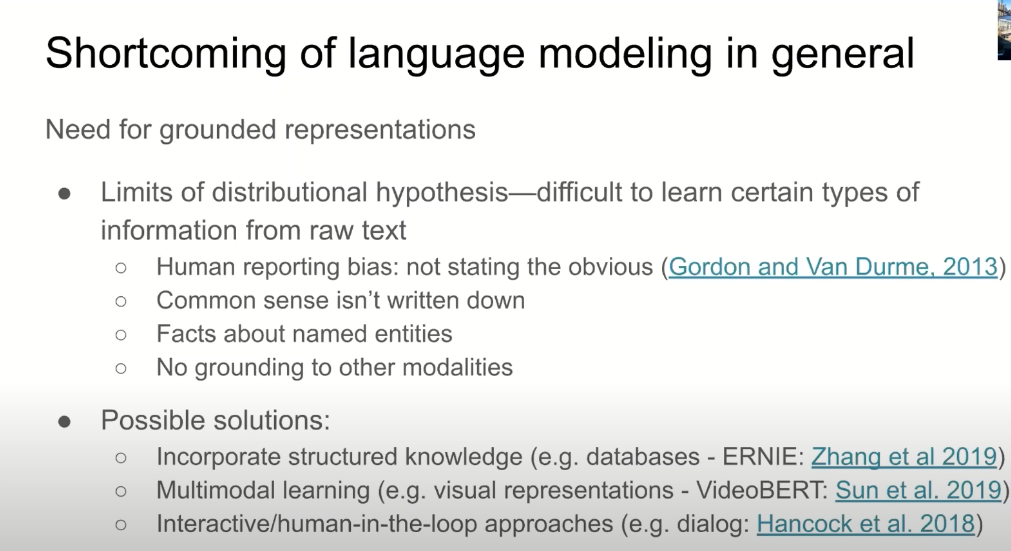 Shortcoming of language modeling in general
Need for grounded representations
● Limits of distributional hypothesis—difficult to learn certain types of
information from raw text
○ Human reporting bias: not stating the obvious (Gordon and Van Durme, 2013)
○ Common sense isn’t written down
○ Facts about named entities
○ No grounding to other modalities
● Possible solutions:
○ Incorporate structured knowledge (e.g. databases - ERNIE: Zhang et al 2019)
○ Multimodal learning (e.g. visual representations - VideoBERT: Sun et al. 2019)
○ Interactive/human-in-the-loop approaches (e.g. dialog: Hancock et al. 2018)